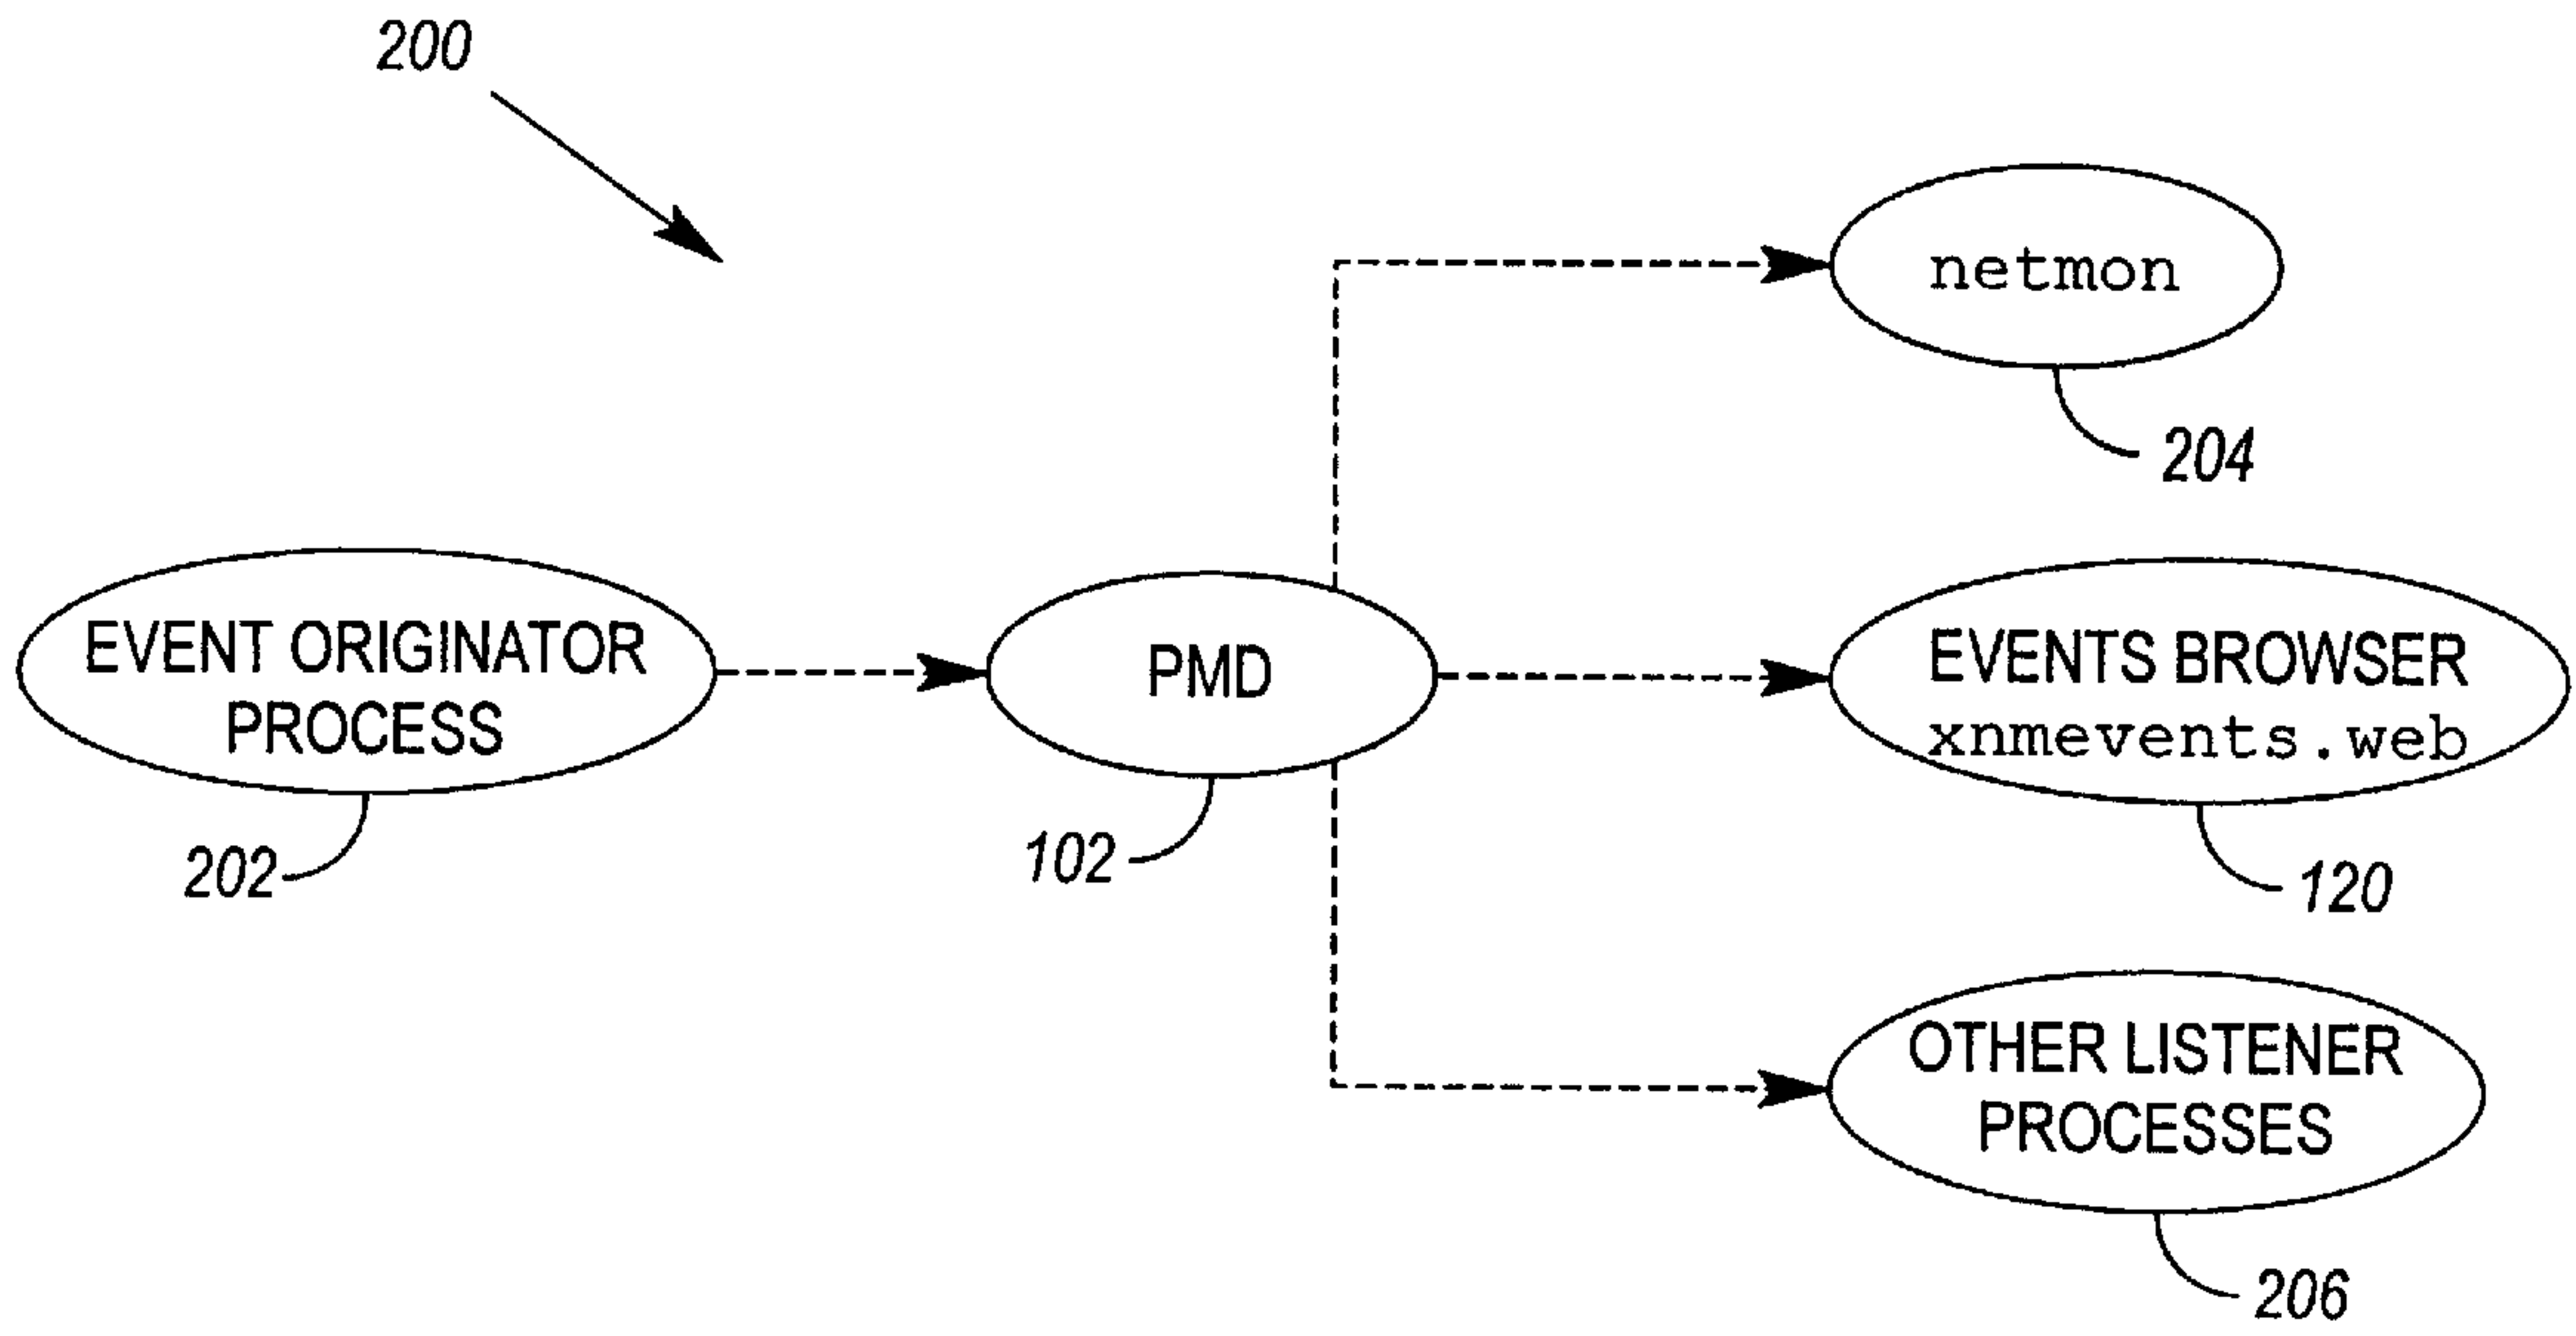 200
netmon
204
EVENT ORIGINATOR
PROCESS
202
PMD
102
EVENTS BROWSER
xnmevents.web
120
OTHER LISTENER
PROCESSES
206